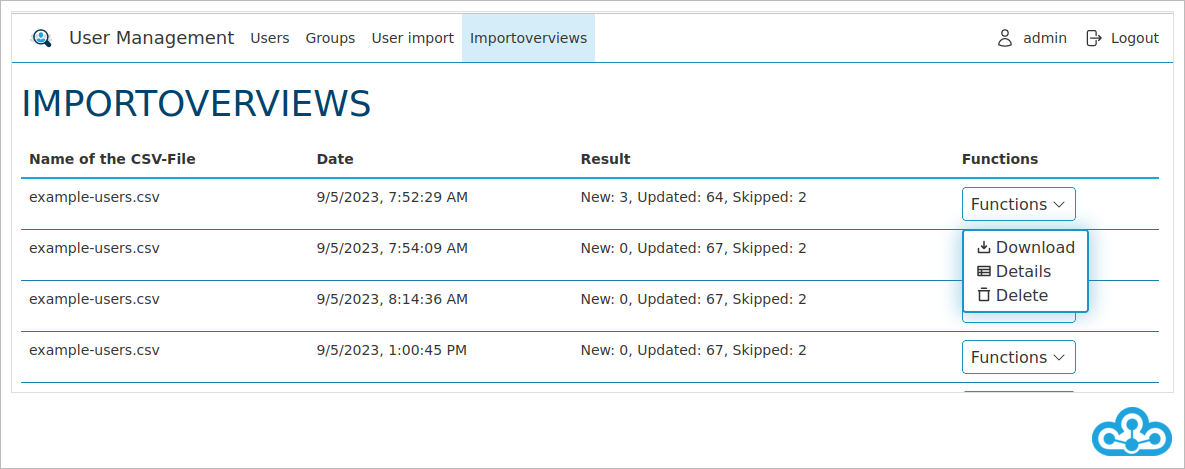 User Management Users Groups User import Importoverviews admin Logout
IMPORTOVERVIEWS
Name of the CSV-File Date Result Functions
example-users.csv 9/5/2023, 7:52:29 AM New: 3, Updated: 64, Skipped: 2 Functions
example-users.csv 9/5/2023, 7:54:09 AM New: 0, Updated: 67, Skipped: 2 Download
Details
example-users.csv 9/5/2023, 8:14:36 AM New: 0, Updated: 67, Skipped: 2 Delete
example-users.csv 9/5/2023, 1:00:45 PM New: 0, Updated: 67, Skipped: 2 Functions